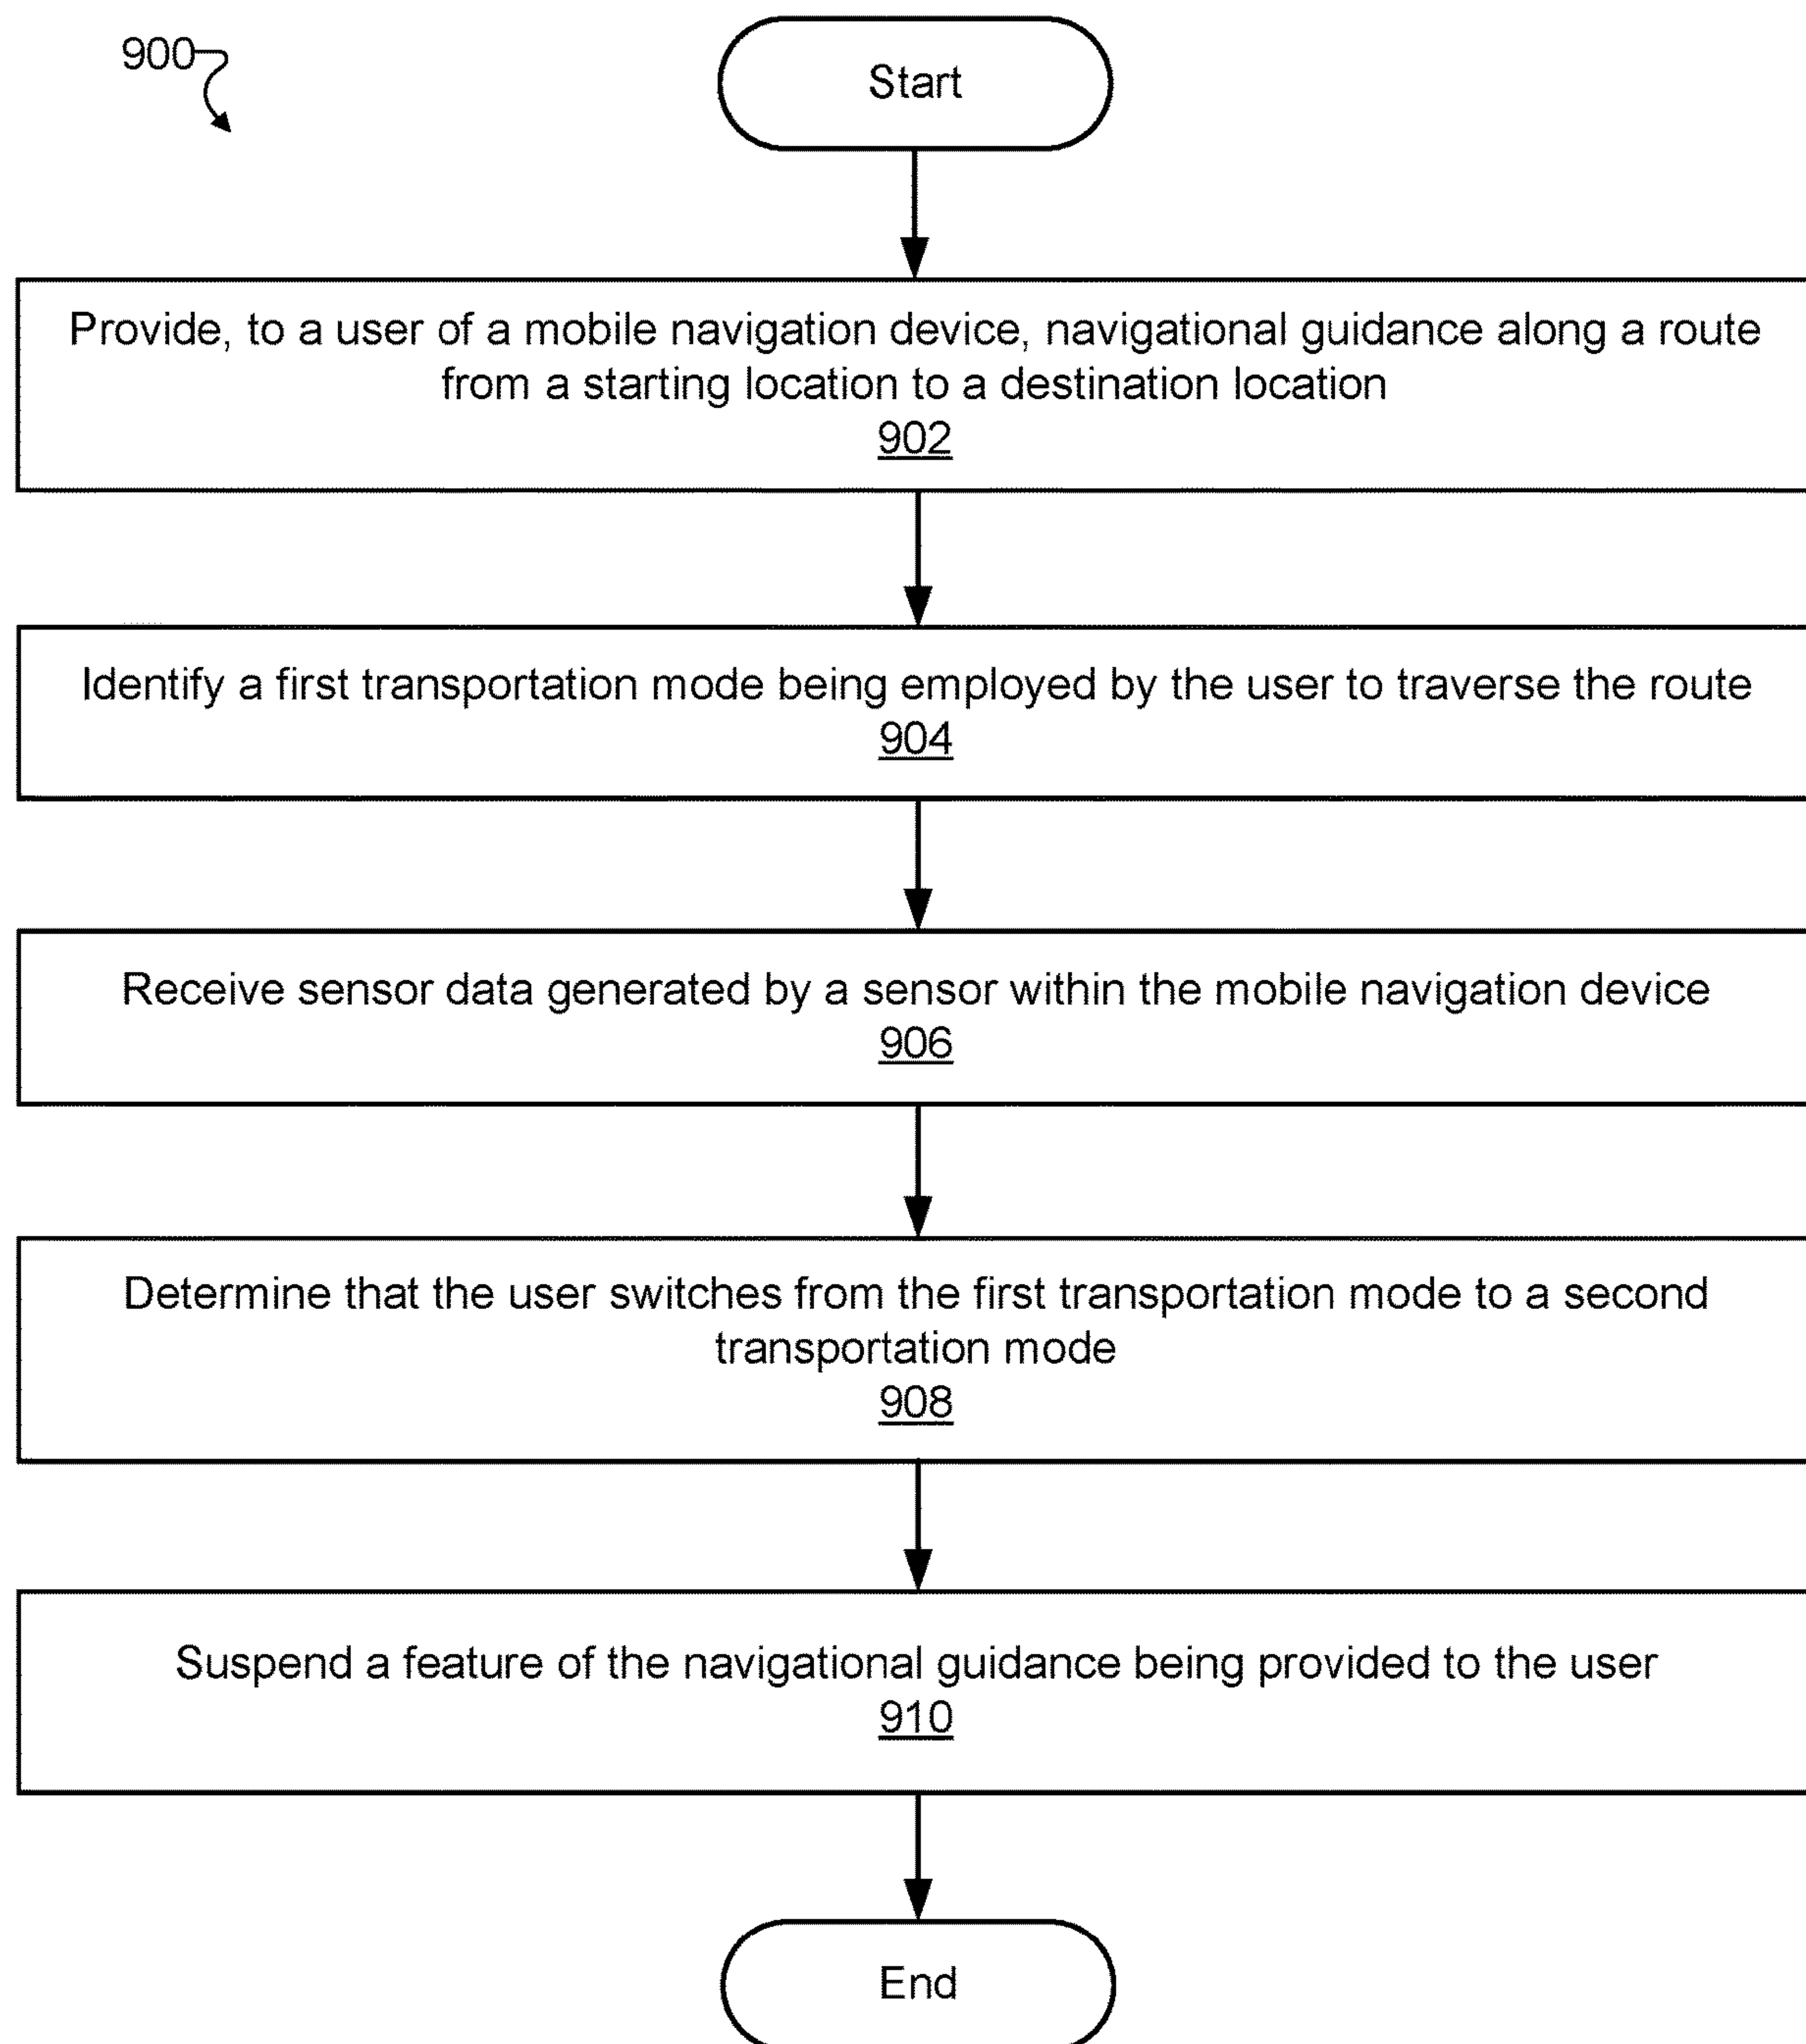 900
Start
Provide, to a user of a mobile navigation device, navigational guidance along a route
from a starting location to a destination location
902
Identify a first transportation mode being employed by the user to traverse the route
904
Receive sensor data generated by a sensor within the mobile navigation device
906
Determine that the user switches from the first transportation mode to a second
transportation mode
908
Suspend a feature of the navigational guidance being provided to the user
910
End